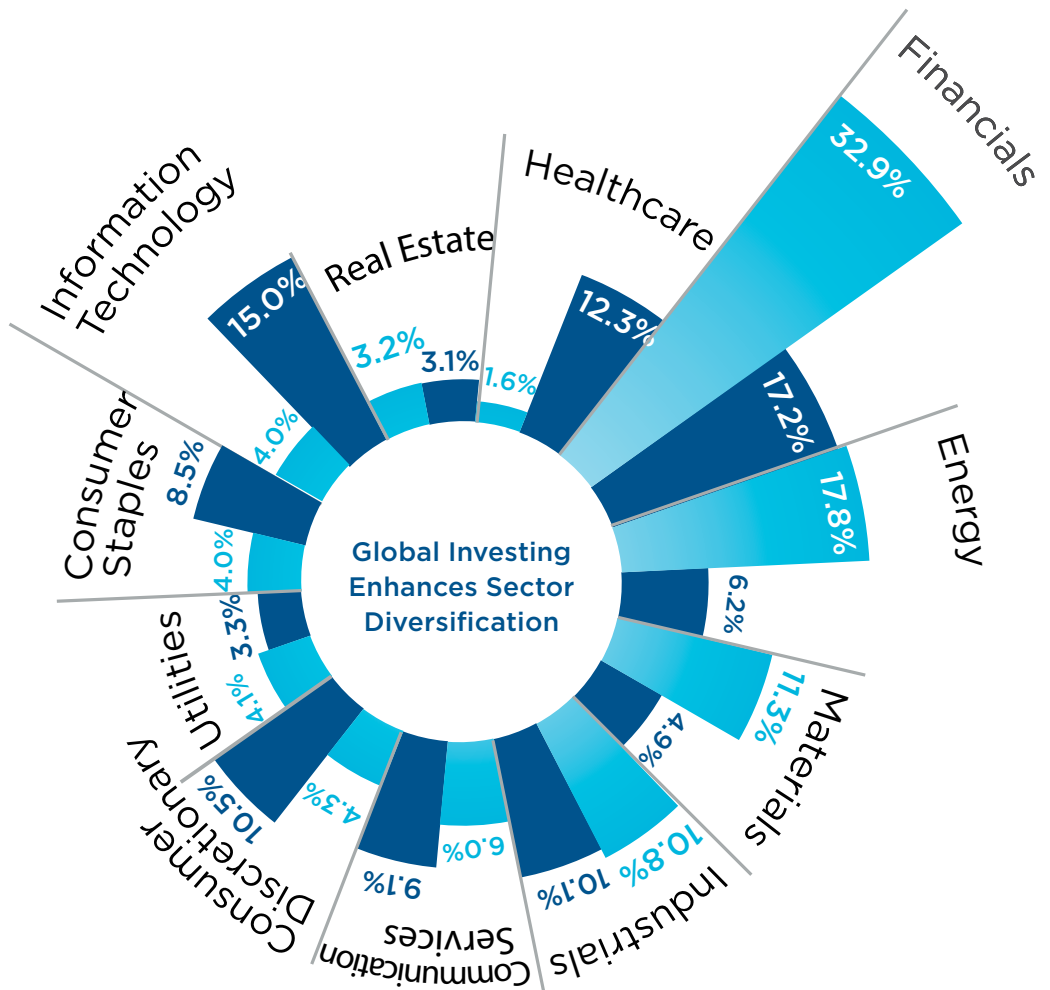 Global Investing
Enhances Sector
Diversification
Financials
32.9%
17.2%
Energy
17.8%
6.2%
Materials
11.3%
4.9%
Industrials
10.8%
10.1%
Communication
Services
6.0%
9.1%
Consumer
Discretionary
4.3%
10.5%
Utilities
4.1%
3.3%
Consumer
Staples
4.0%
8.5%
Information
Technology
4.0%
15.0%
Real Estate
3.2%
3.1%
Healthcare
1.6%
12.3%